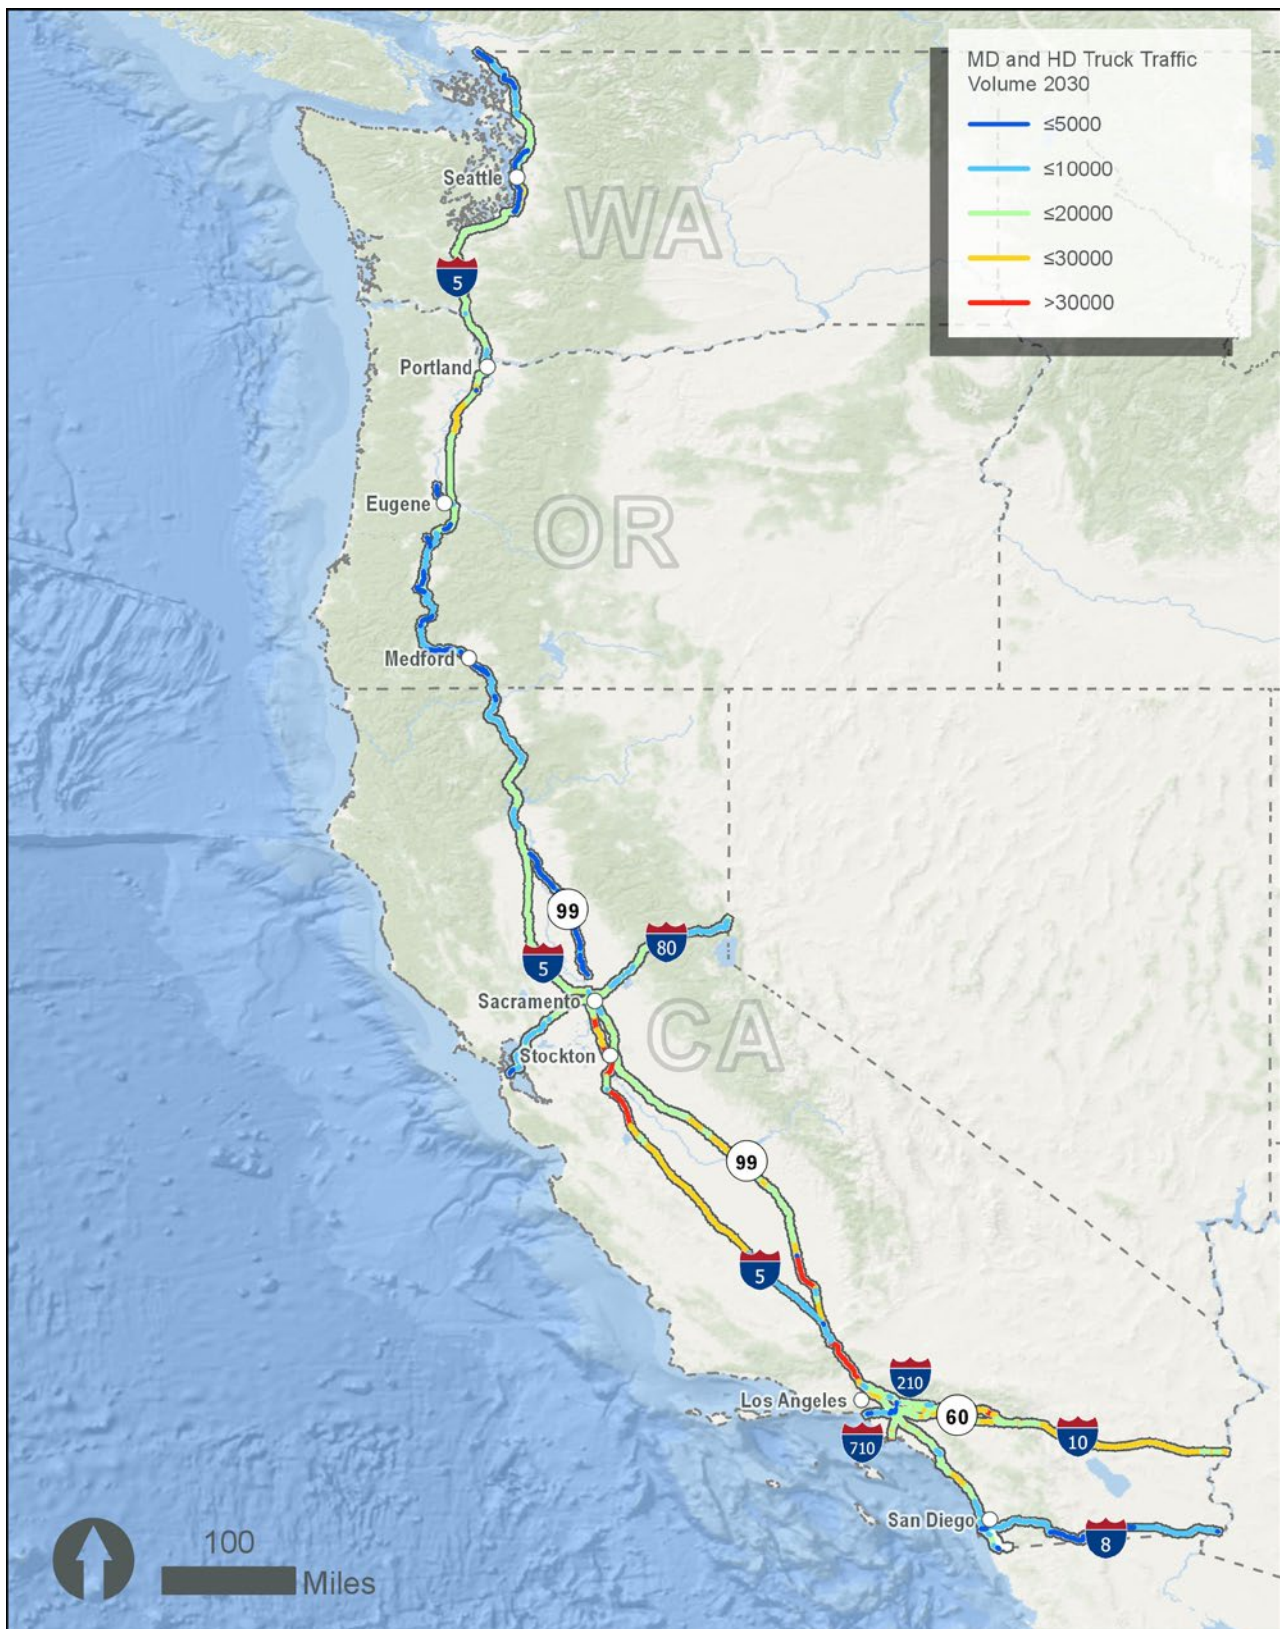 MD and HD Truck Traffic
Volume 2030
≤5000
≤10000
≤20000
≤30000
>30000
Seattle
WA
5
Portland
Eugene
OR
Medford
99
80
5
Sacramento
CA
Stockton
99
5
210
Los Angeles
60
710
10
San Diego
8
100
Miles